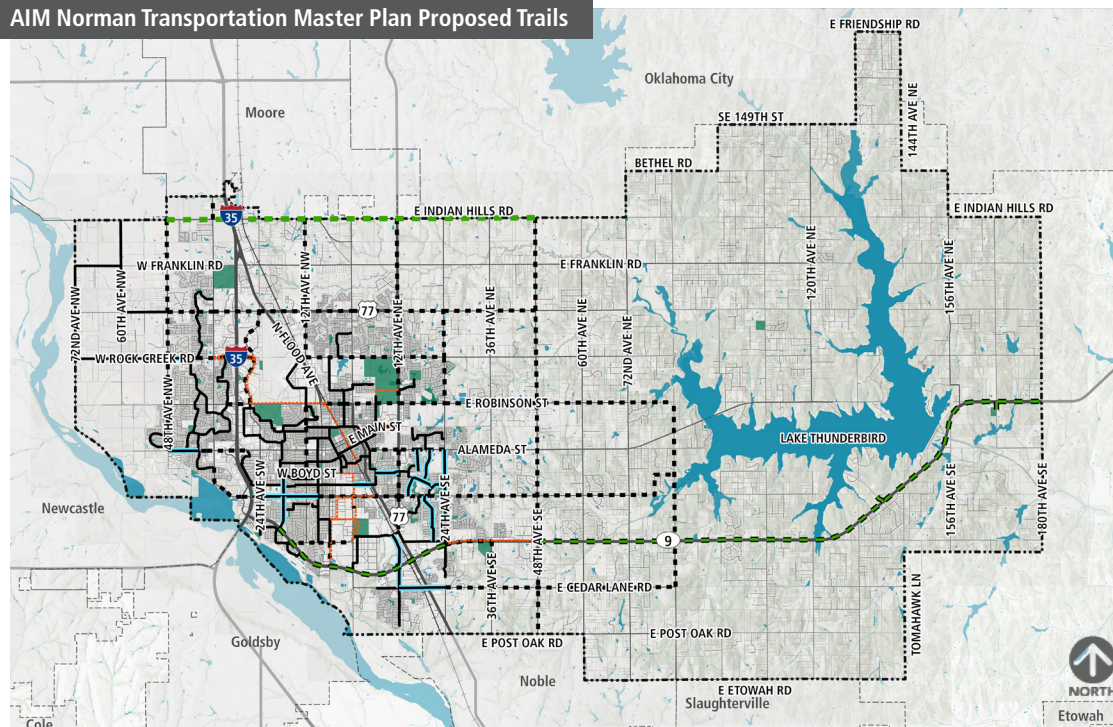 AIM Norman Transportation Master Plan Proposed Trails
E FRIENDSHIP RD
Oklahoma City
Moore
SE 149TH ST
144TH AVE NE
BETHEL RD
35
E INDIAN HILLS RD
E INDIAN HILLS RD
W FRANKLIN RD
E FRANKLIN RD
72ND AVE NW
60TH AVE NW
12TH AVE NW
77
N FLOOD AVE
12TH AVE NE
36TH AVE NE
60TH AVE NE
72ND AVE NE
120TH AVE NE
156TH AVE NE
W ROCK CREEK RD
35
48TH AVE NW
E ROBINSON ST
E MAIN ST
ALAMEDA ST
LAKE THUNDERBIRD
W BOYD ST
24TH AVE SW
Newcastle
77
24TH AVE SE
48TH AVE SE
9
156TH AVE SE
180TH AVE SE
36TH AVE SE
E CEDAR LANE RD
TOMAHAWK LN
Goldsby
E POST OAK RD
E POST OAK RD
Noble
E ETOWAH RD
Slaughterville
NORTH
Etowah
Cole